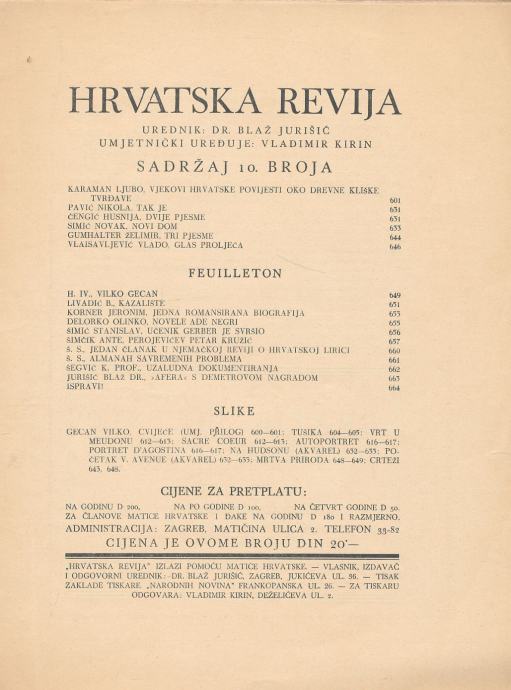 HRVATSKA REVIJA
UREDNIK: DR. BLAŽ JURIŠIĆ
UMJETNIČKI UREĐUJE: VLADIMIR KIRIN
SADRŽAJ 10. BROJA
KARAMAN LJUBO, VJEKOVI HRVATSKE POVIJESTI OKO DREVNE KLIŠKE
TVRĐAVE 601
PAVIĆ NIKOLA, TAK JE 631
ČENGIĆ HUSNIJA, DVIJE PJESME 631
SIMIĆ NOVAK, NOVI DOM 633
GUMHALTER ŽELIMIR, TRI PJESME 644
VLAISAVLJEVIĆ VLADO, GLAS PROLJEĆA 646
FEUILLETON
H. IV., VILKO GECAN 649
LIVADIĆ B., KAZALIŠTE 651
KORNER JERONIM, JEDNA ROMANSIRANA BIOGRAFIJA 653
DELORKO OLINKO, NOVELE ADE NEGRI 655
ŠIMIĆ STANISLAV, UČENIK GERBER JE SVRŠIO 656
ŠIMČIK ANTE, PEROJEVIĆEV PETAR KRUŽIĆ 657
Š. S., JEDAN ČLANAK U NJEMAČKOJ REVIJI O HRVATSKOJ LIRICI 660
Š. S., ALMANAH SAVREMENIH PROBLEMA 661
ŠEGVIĆ K. PROF., UZALUDNA DOKUMENTIRANJA 662
JURIŠIĆ BLAŽ DR., »AFERA« S DEMETROVOM NAGRADOM 663
ISPRAVI! 664
SLIKE
GECAN VILKO, CVIJEĆE (UMJ. PRILOG) 600—601; TUŠIKA 604—605; VRT U
MEUDONU 612—613; SACRE COEUR 612—613; AUTOPORTRET 616—617;
PORTRET D'AGOSTINA 616—617; NA HUDSONU (AKVAREL) 632—633; PO-
ČETAK V. AVENUE (AKVAREL) 632—633; MRTVA PRIRODA 648—649; CRTEŽI
643, 648.
CIJENE ZA PRETPLATU:
NA GODINU D 200, NA PO GODINE D 100, NA ČETVRT GODINE D 50.
ZA ČLANOVE MATICE HRVATSKE I ĐAKE NA GODINU D 180 I RAZMJERNO.
ADMINISTRACIJA: ZAGREB, MATIČINA ULICA 2. TELEFON 33-82
CIJENA JE OVOME BROJU DIN 20·—
„HRVATSKA REVIJA" IZLAZI POMOĆU MATICE HRVATSKE. — VLASNIK, IZDAVAČ
I ODGOVORNI UREDNIK: DR. BLAŽ JURIŠIĆ, ZAGREB, JUKIĆEVA UL. 36. — TISAK
ZAKLADE TISKARE „NARODNIH NOVINA" FRANKOPANSKA UL. 26. — ZA TISKARU
ODGOVARA: VLADIMIR KIRIN, DEŽELIĆEVA UL. 2.